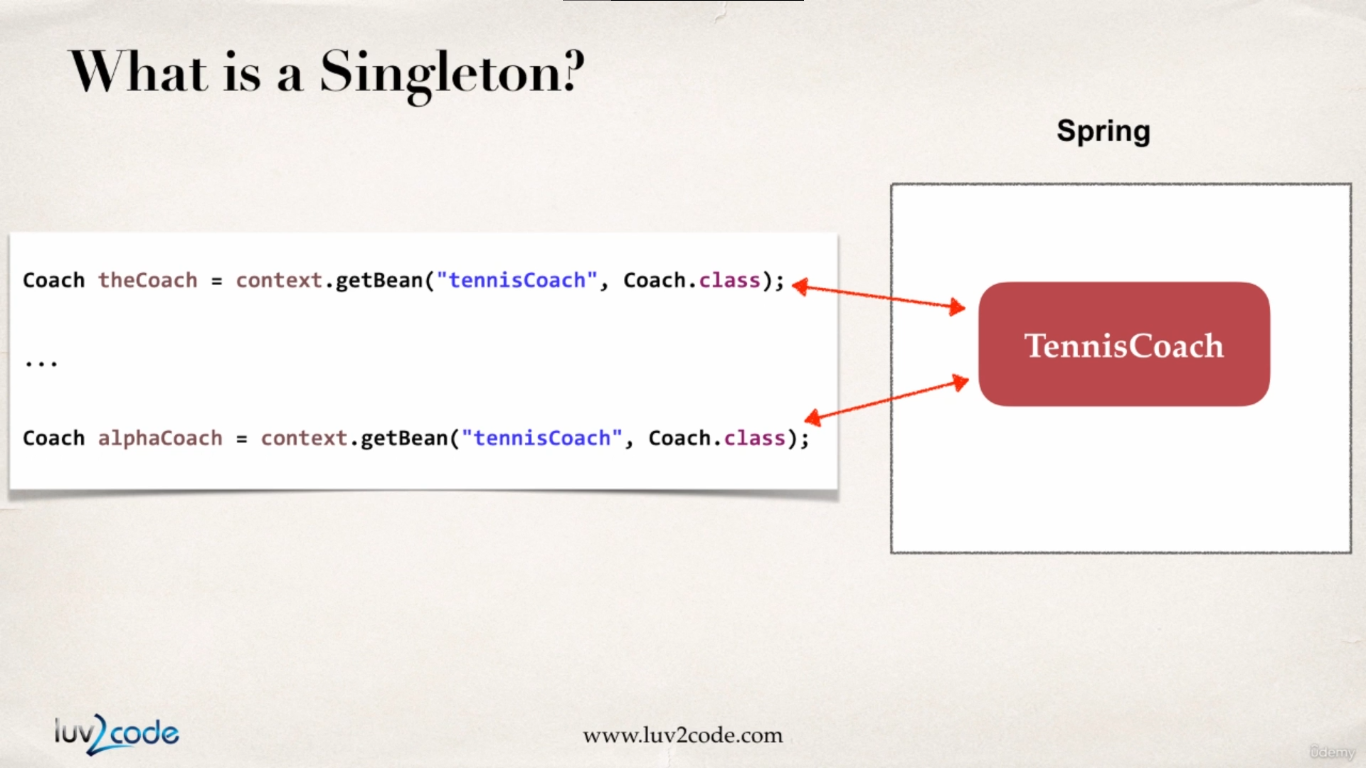 What is a Singleton?
Spring
Coach theCoach = context.getBean("tennisCoach", Coach.class);
...
Coach alphaCoach = context.getBean("tennisCoach", Coach.class);
TennisCoach
luv2code
www.luv2code.com
ûdemy